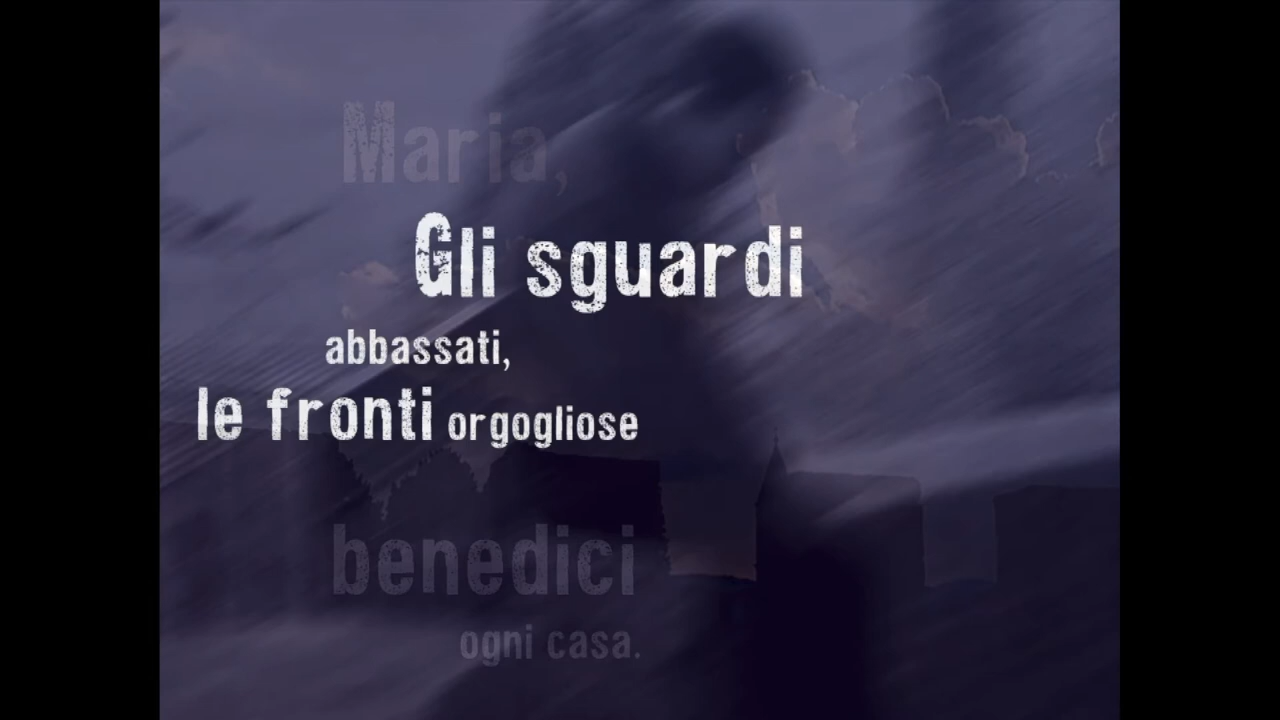 Maria,
Gli sguardi
abbassati,
le fronti orgogliose
benedici
ogni casa.